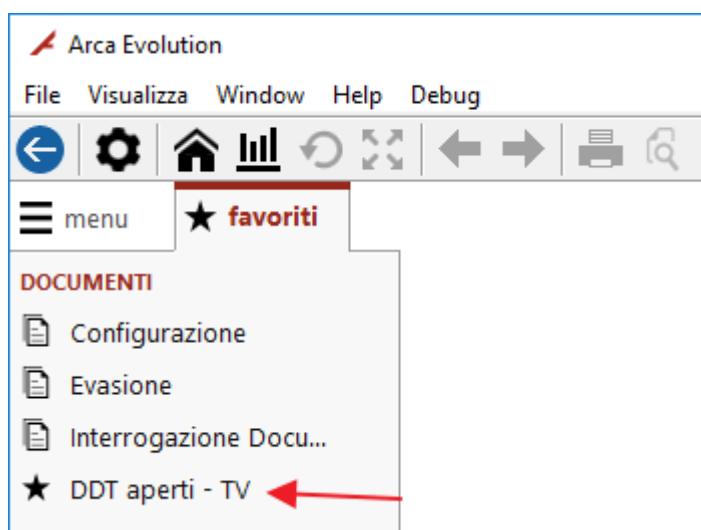 Arca Evolution
File Visualizza Window Help Debug
menu favoriti
DOCUMENTI
Configurazione
Evasione
Interrogazione Docu...
DDT aperti - TV